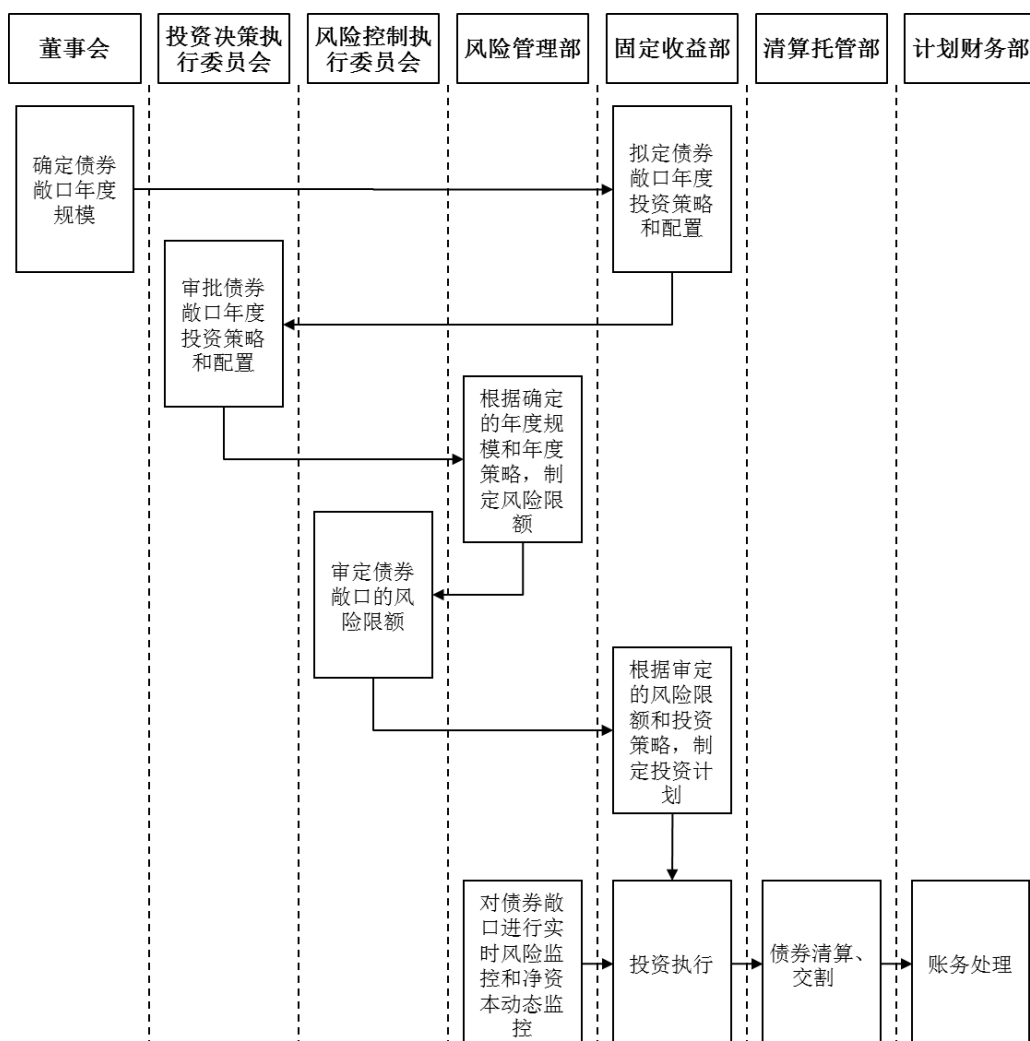 董事会
投资决策执
行委员会
风险控制执
行委员会
风险管理部
固定收益部
清算托管部
计划财务部
确定债券
敞口年度
规模
拟定债券
敞口年度
投资策略
和配置
审批债券
敞口年度
投资策略
和配置
根据确定
的年度规
模和年度
策略，制
定风险限
额
审定债券
敞口的风
险限额
根据审定
的风险限
额和投资
策略，制
定投资计
划
对债券敞
口进行实
时风险监
控和净资
本动态监
控
投资执行
债券清算、
交割
账务处理